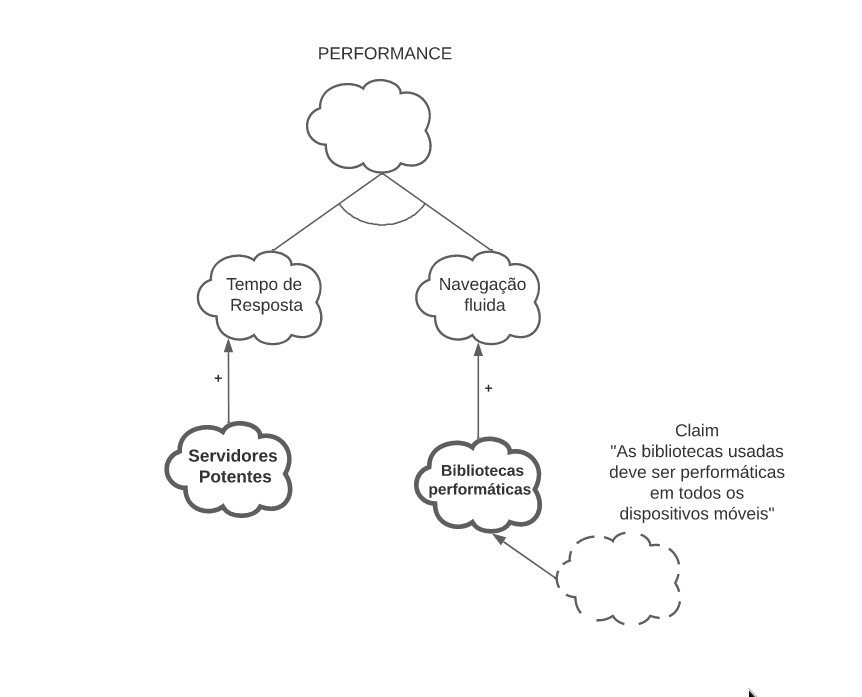 PERFORMANCE
Tempo de
Resposta
Navegação
fluida
+
+
Servidores
Potentes
Bibliotecas
performáticas
Claim
"As bibliotecas usadas
deve ser performáticas
em todos os
dispositivos móveis"